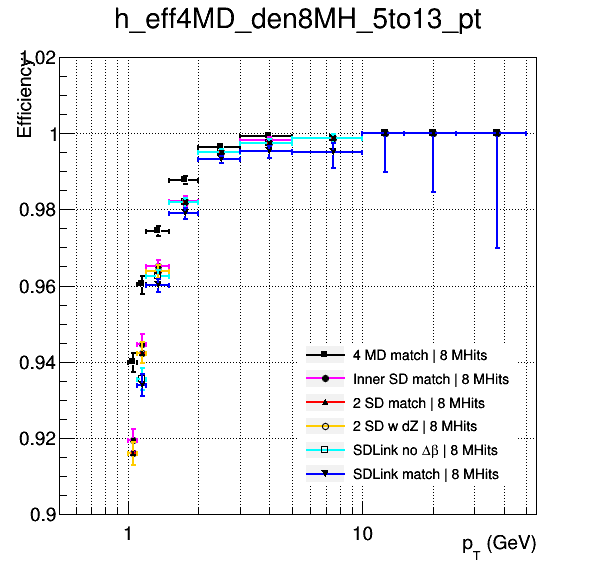 h_eff4MD_den8MH_5to13_pt
Efficiency
1.02
1
0.98
0.96
0.94
0.92
0.9
4 MD match | 8 MHits
Inner SD match | 8 MHits
2 SD match | 8 MHits
2 SD w dZ | 8 MHits
SDLink no Δβ | 8 MHits
SDLink match | 8 MHits
1
10
p_T (GeV)